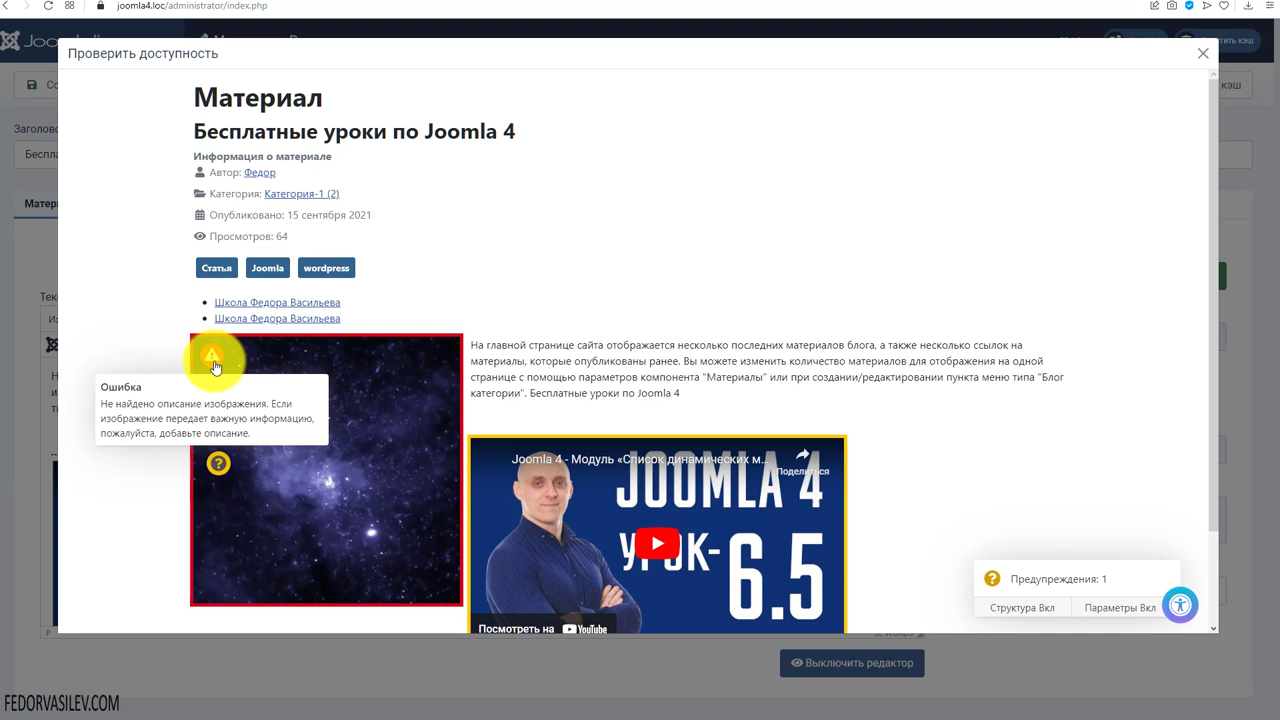 joomla4.loc/administrator/index.php
Проверить доступность
Материал
Бесплатные уроки по Joomla 4
Информация о материале
Автор: Федор
Категория: Категория-1 (2)
Опубликовано: 15 сентября 2021
Просмотров: 64
Статья Joomla wordpress
Школа Федора Васильева
Школа Федора Васильева
На главной странице сайта отображается несколько последних материалов блога, а также несколько ссылок на
материалы, которые опубликованы ранее. Вы можете изменить количество материалов для отображения на одной
странице с помощью параметров компонента "Материалы" или при создании/редактировании пункта меню типа "Блог
категории". Бесплатные уроки по Joomla 4
Ошибка
Не найдено описание изображения. Если
изображение передает важную информацию,
пожалуйста, добавьте описание.
Joomla 4 - Модуль «Список динамических м...
Поделиться
JOOMLA 4
УРОК-
6.5
Посмотреть на YouTube
Предупреждения: 1
Структура Вкл Параметры Вкл
кэш
Выключить редактор
FEDORVASILEV.COM